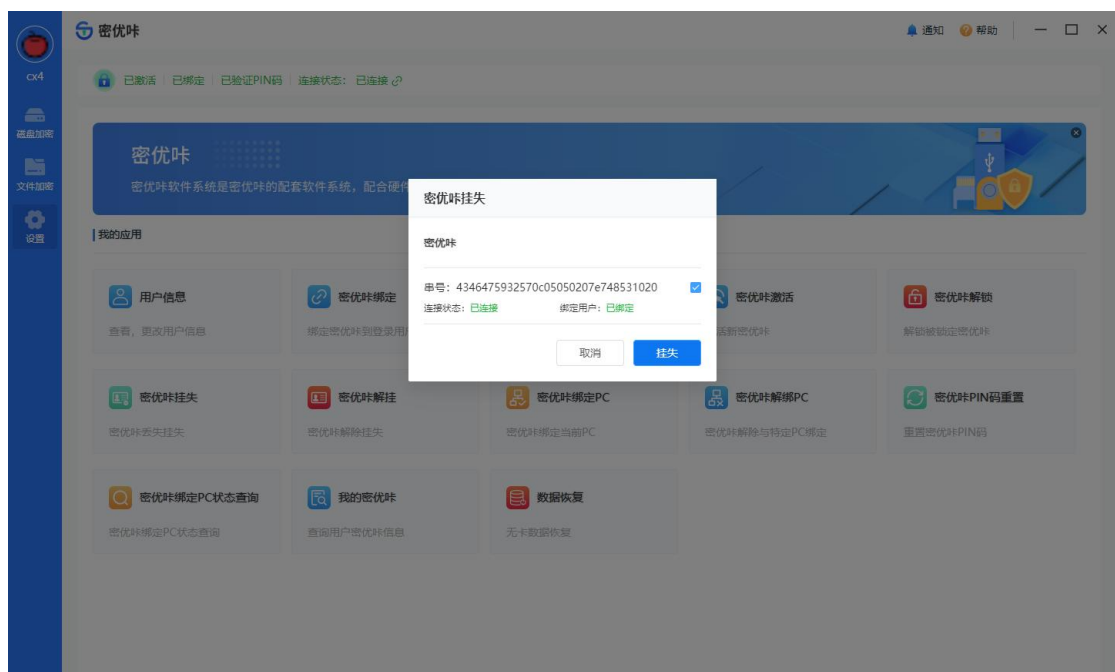 密优咔
通知
帮助
cx4
已激活
已绑定
已验证PIN码
连接状态：已连接
磁盘加密
文件加密
设置
密优咔
密优咔软件系统是密优咔的配套软件系统，配合硬件
我的应用
用户信息
查看，更改用户信息
密优咔绑定
绑定密优咔到登录用户
密优咔激活
活新密优咔
密优咔解锁
解锁被锁定密优咔
密优咔挂失
密优咔
串号：4346475932570c05050207e748531020
连接状态：已连接
绑定用户：已绑定
取消
挂失
密优咔挂失
密优咔丢失挂失
密优咔解挂
密优咔解除挂失
密优咔绑定PC
密优咔绑定当前PC
密优咔解绑PC
密优咔解除与特定PC绑定
密优咔PIN码重置
重置密优咔PIN码
密优咔绑定PC状态查询
密优咔绑定PC状态查询
我的密优咔
查询用户密优咔信息
数据恢复
无卡数据恢复